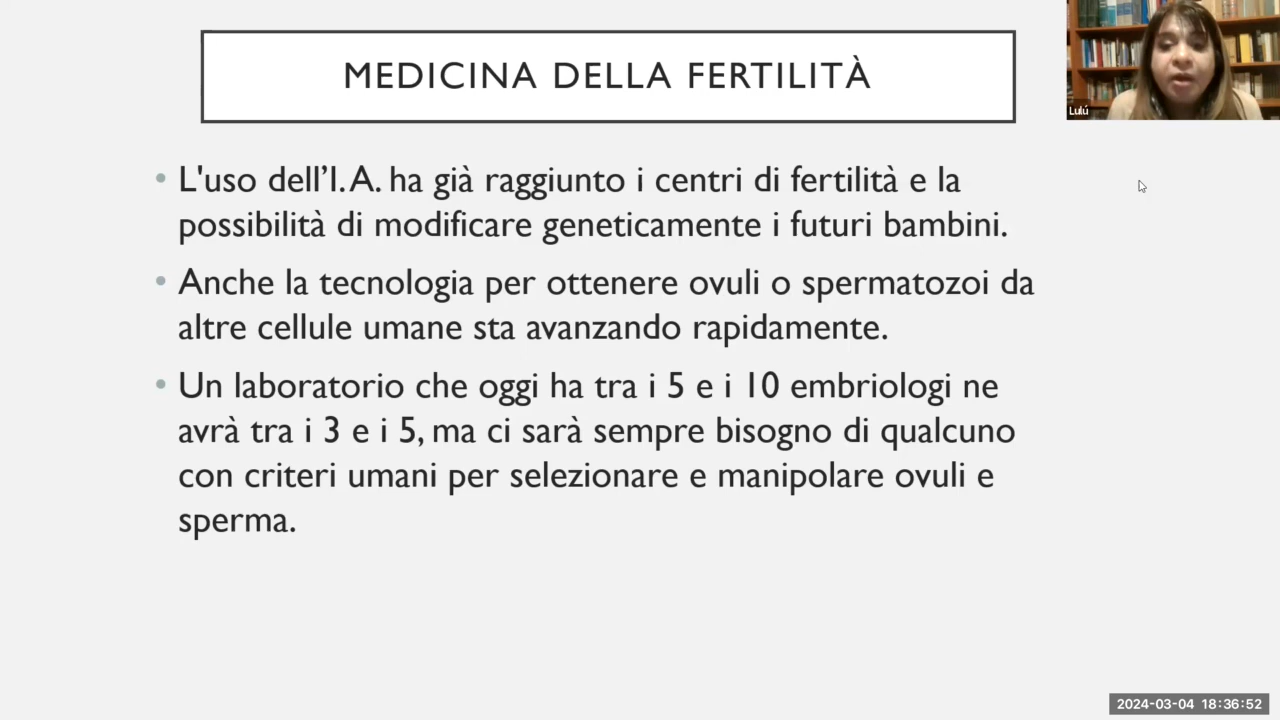 MEDICINA DELLA FERTILITÀ
Lulú
• L'uso dell’I.A. ha già raggiunto i centri di fertilità e la
possibilità di modificare geneticamente i futuri bambini.
• Anche la tecnologia per ottenere ovuli o spermatozoi da
altre cellule umane sta avanzando rapidamente.
• Un laboratorio che oggi ha tra i 5 e i 10 embriologi ne
avrà tra i 3 e i 5, ma ci sarà sempre bisogno di qualcuno
con criteri umani per selezionare e manipolare ovuli e
sperma.
2024-03-04 18:36:52